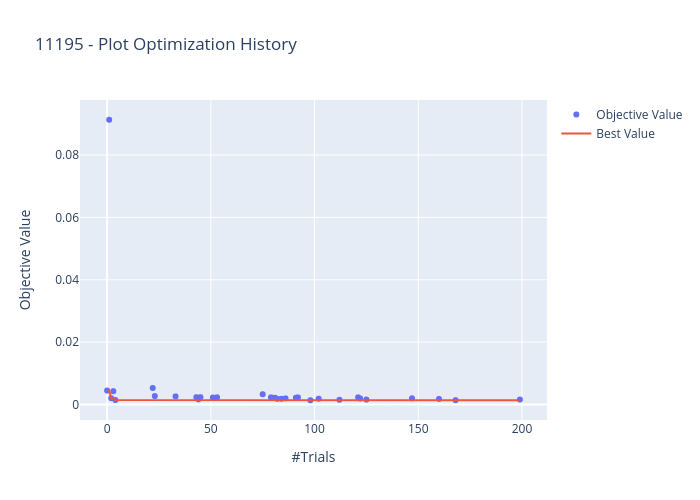 11195 - Plot Optimization History
Objective Value
Best Value
0.08
0.06
0.04
0.02
0
Objective Value
0
50
100
150
200
#Trials